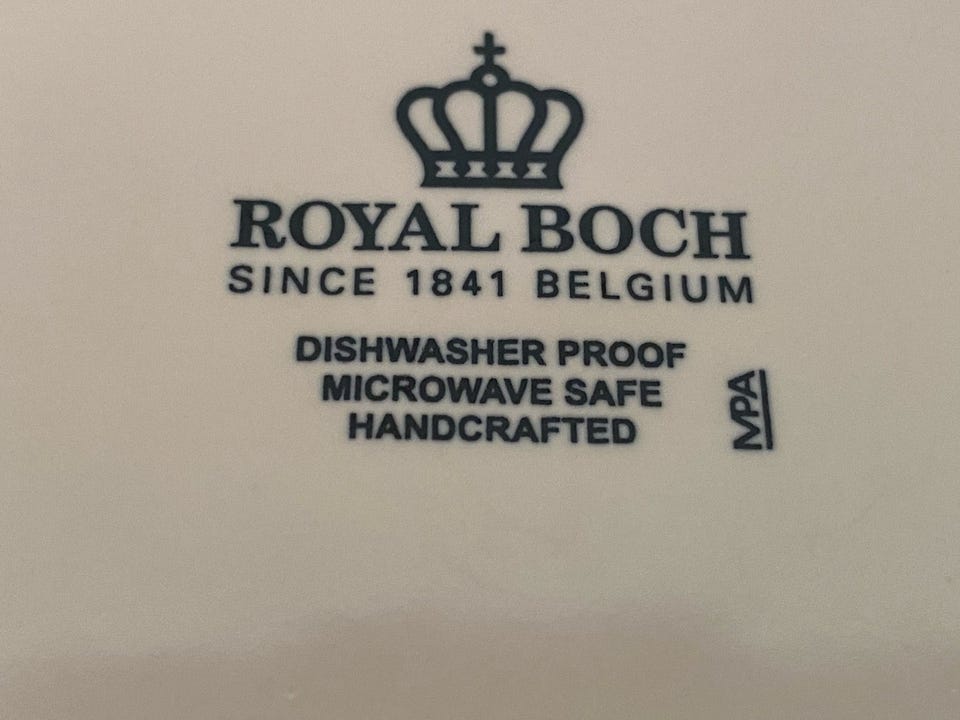 ROYAL BOCH
SINCE 1841 BELGIUM
DISHWASHER PROOF
MICROWAVE SAFE
HANDCRAFTED
MPA